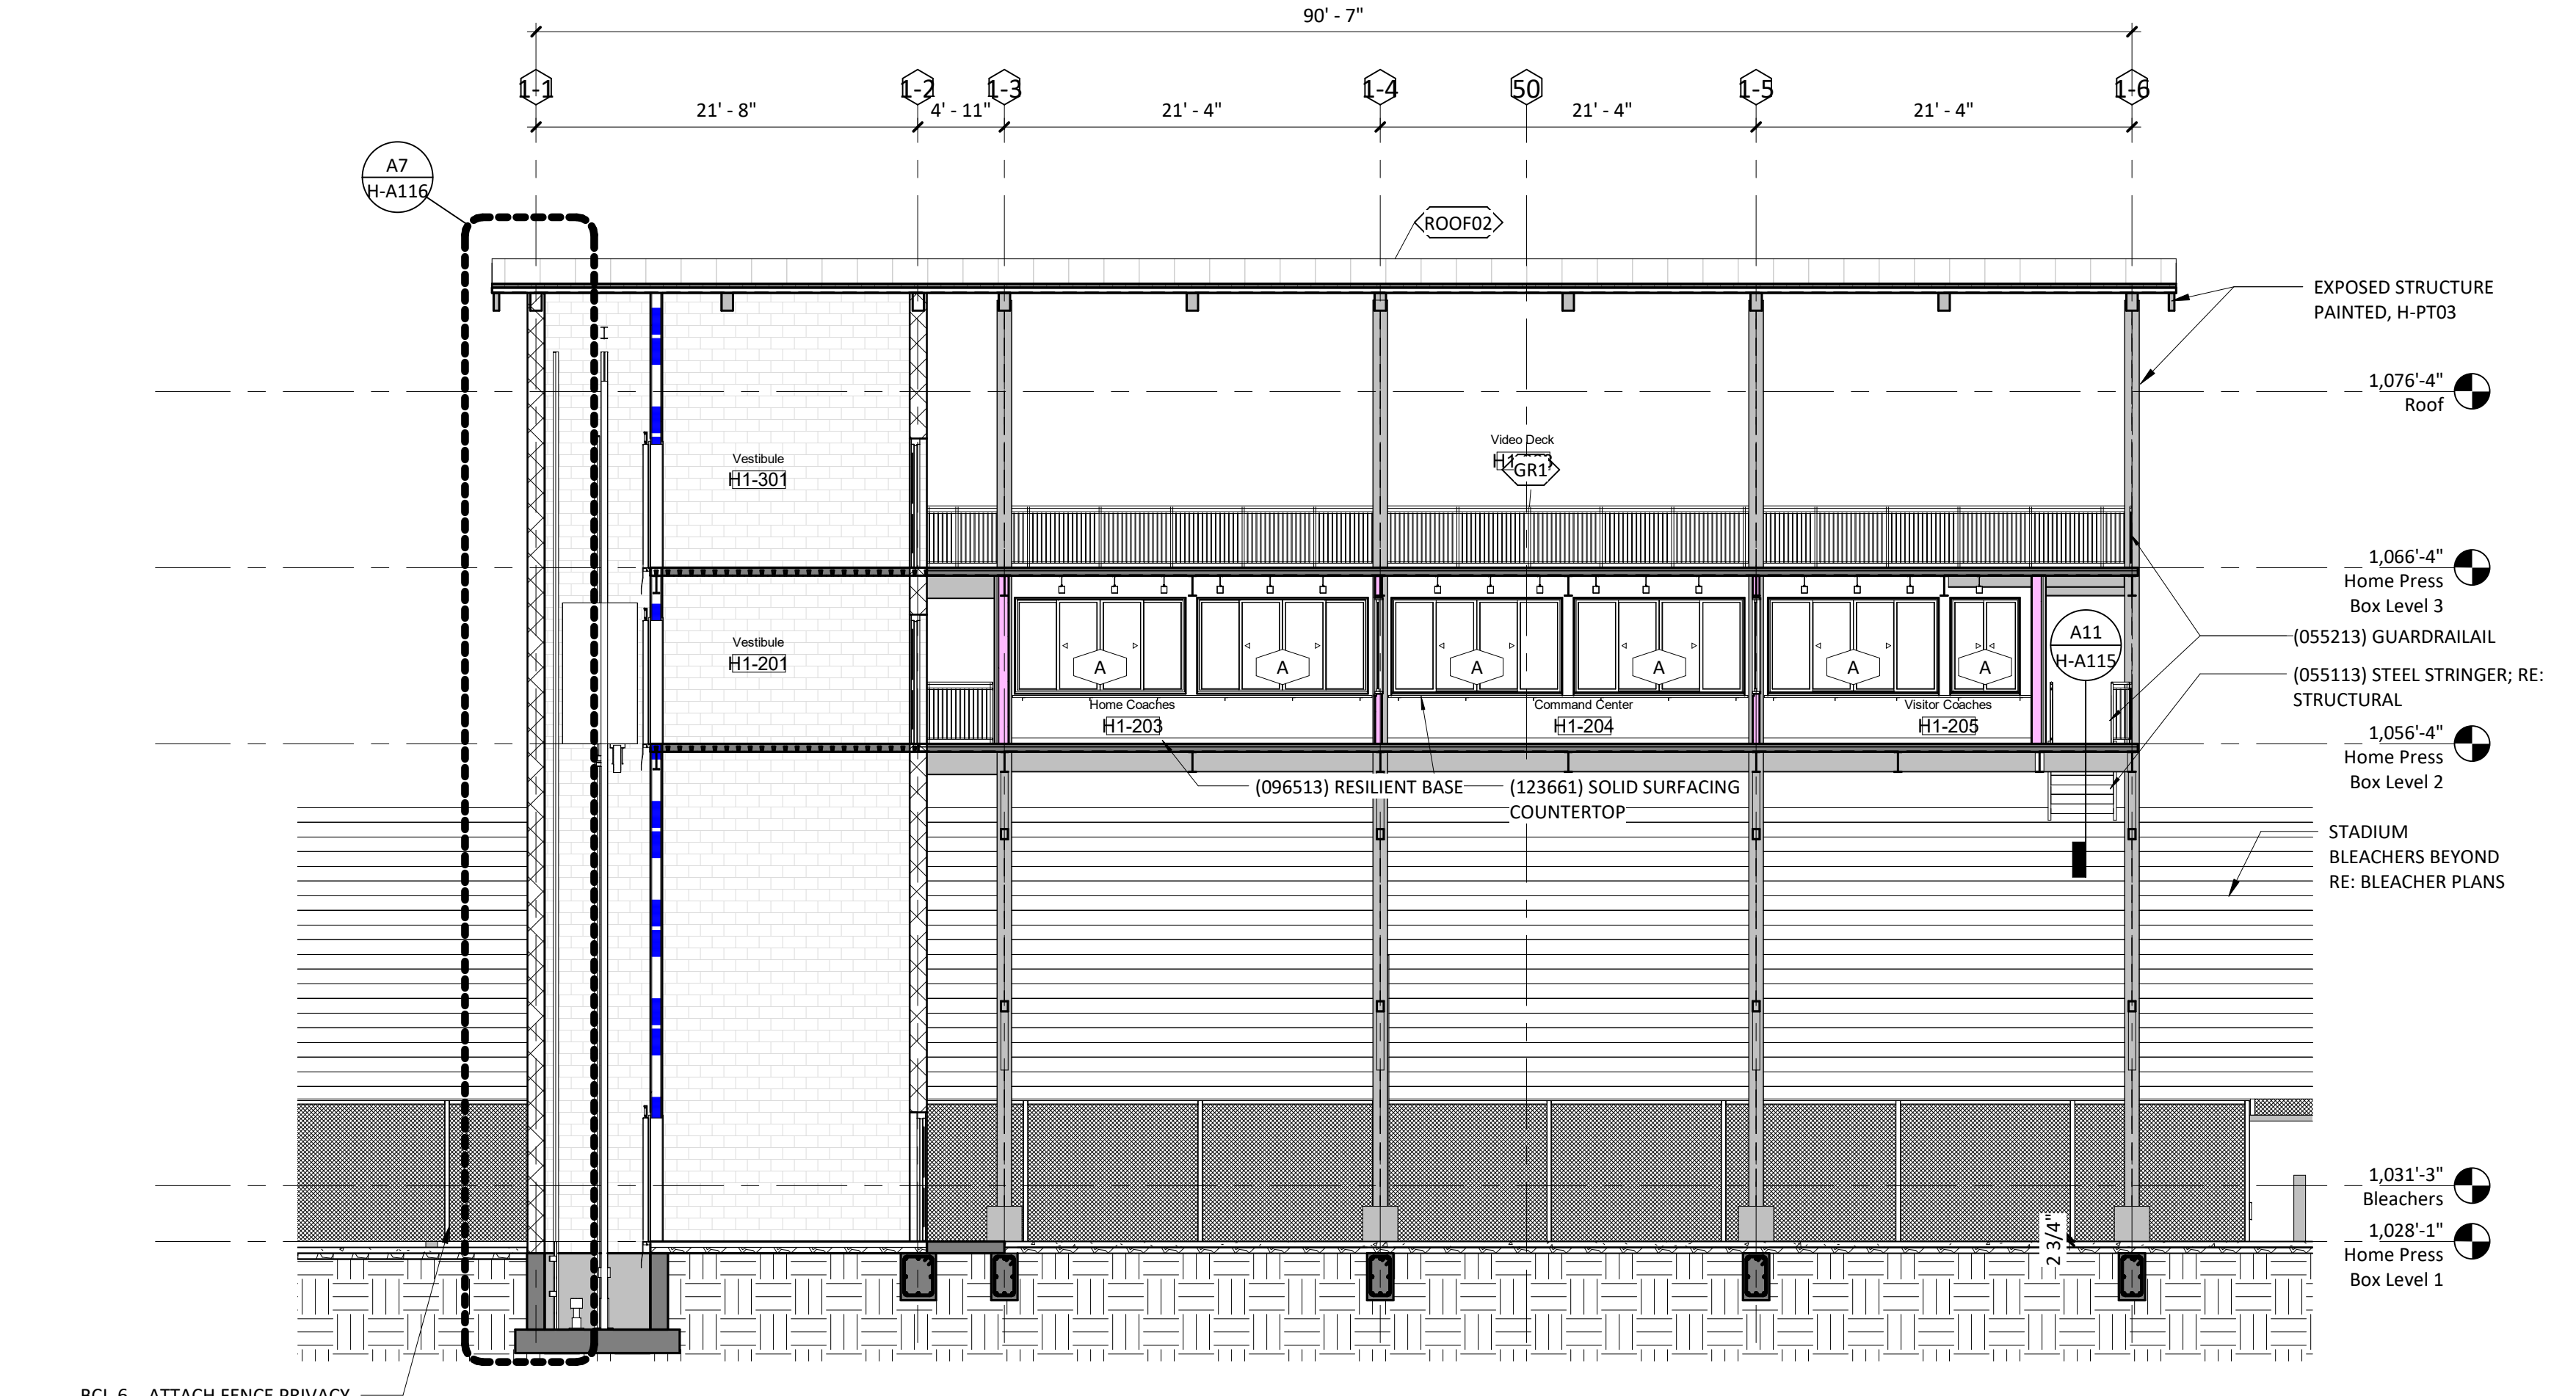 90' - 7"
1-1
1-2
1-3
1-4
50
1-5
1-6
21' - 8"
4' - 11"
21' - 4"
21' - 4"
21' - 4"
A7
H-A116
ROOF02
EXPOSED STRUCTURE
PAINTED, H-PT03
1,076'-4"
Roof
Video Deck
GR1
Vestibule
H1-301
1,066'-4"
Home Press
Box Level 3
(055213) GUARDRAILAIL
A11
H-A115
Vestibule
H1-201
A
A
A
A
A
A
(055113) STEEL STRINGER; RE:
STRUCTURAL
Home Coaches
H1-203
Command Center
H1-204
Visitor Coaches
H1-205
1,056'-4"
Home Press
Box Level 2
(096513) RESILIENT BASE
(123661) SOLID SURFACING
COUNTERTOP
STADIUM
BLEACHERS BEYOND
RE: BLEACHER PLANS
1,031'-3"
Bleachers
2 3/4"
1,028'-1"
Home Press
Box Level 1
BCL 6 - ATTACH FENCE PRIVACY